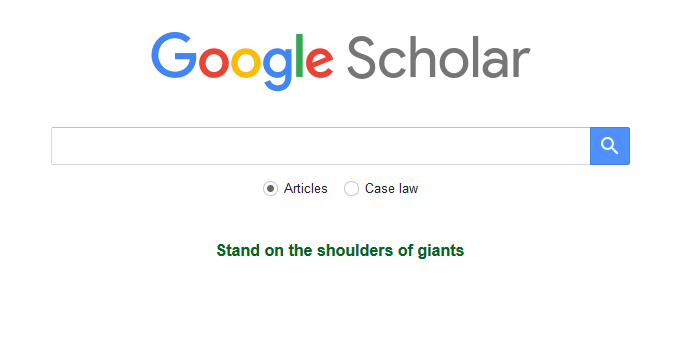 Google Scholar
Articles Case law
Stand on the shoulders of giants